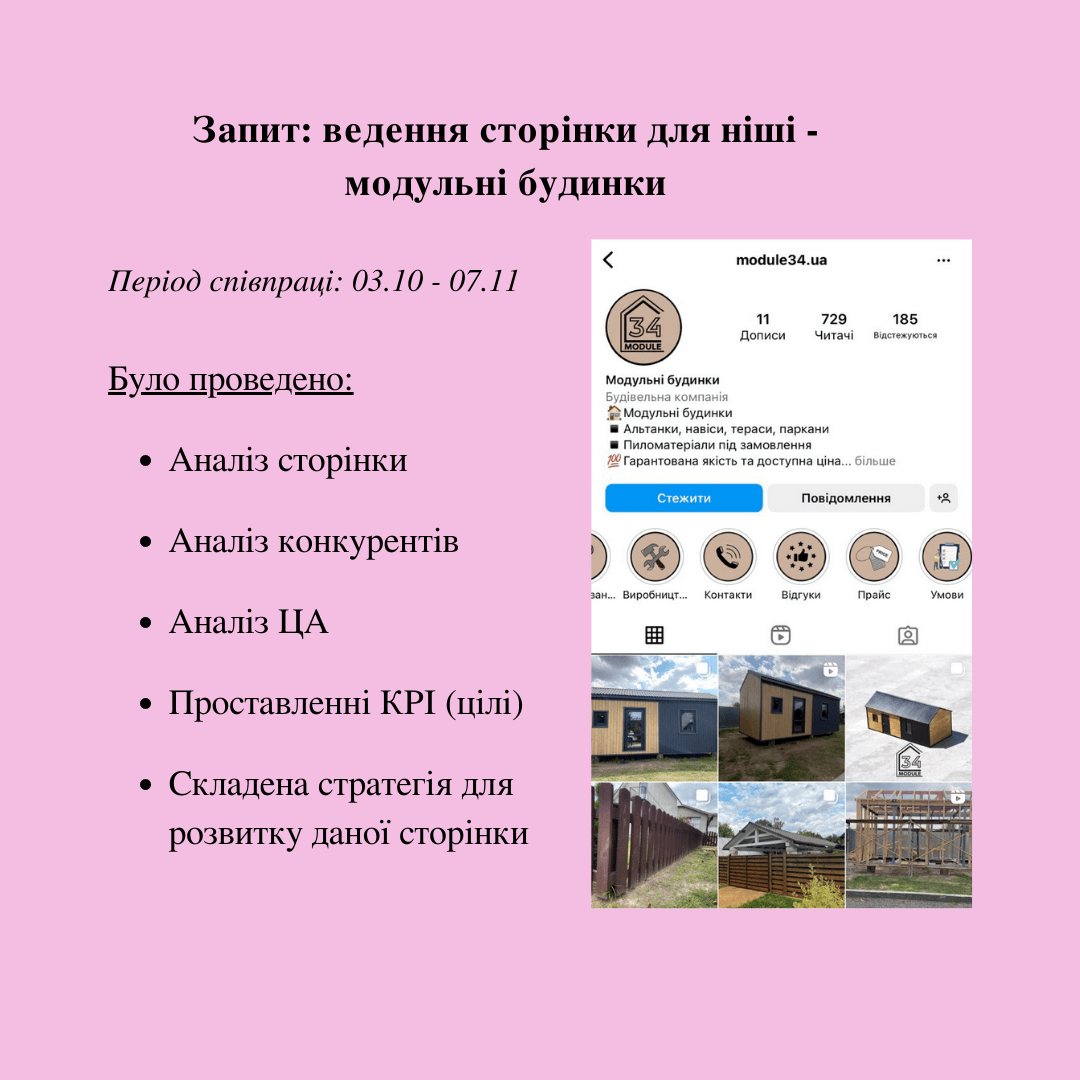 Запит: ведення сторінки для ніші -
модульні будинки
Період співпраці: 03.10 - 07.11
Було проведено:
• Аналіз сторінки
• Аналіз конкурентів
• Аналіз ЦА
• Проставленні КРІ (цілі)
• Складена стратегія для
розвитку даної сторінки
module34.ua
34
MODULE
11
729
185
Дописи
Читачі
Відстежуються
Модульні будинки
Будівельна компанія
🏠Модульні будинки
▪️Альтанки, навіси, тераси, паркани
▪️Пиломатеріали під замовлення
💯Гарантована якість та доступна ціна... більше
Стежити
Повідомлення
PRICE
ван...
Виробницт...
Контакти
Відгуки
Прайс
Умови
34
MODULE